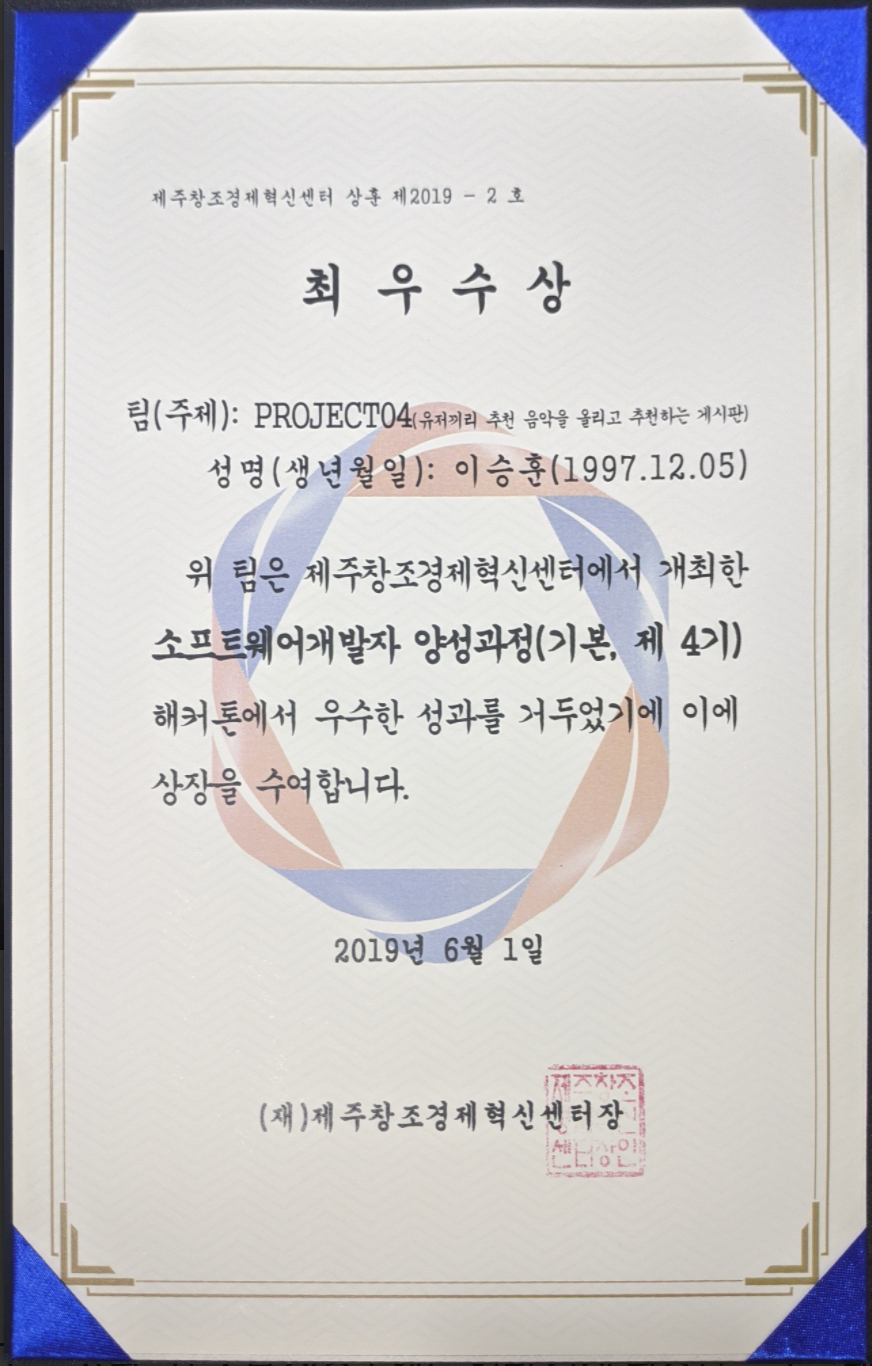 제주창조경제혁신센터 상훈 제2019 - 2 호
최 우 수 상
팀(주제): PROJECT04(유저끼리 추천 음악을 올리고 추천하는 게시판)
성명(생년월일): 이승훈(1997.12.05)
위 팀은 제주창조경제혁신센터에서 개최한
소프트웨어개발자 양성과정(기본, 제 4기)
해커톤에서 우수한 성과를 거두었기에 이에
상장을 수여합니다.
2019년 6월 1일
(재)제주창조경제혁신센터장
제주창조
센터장인